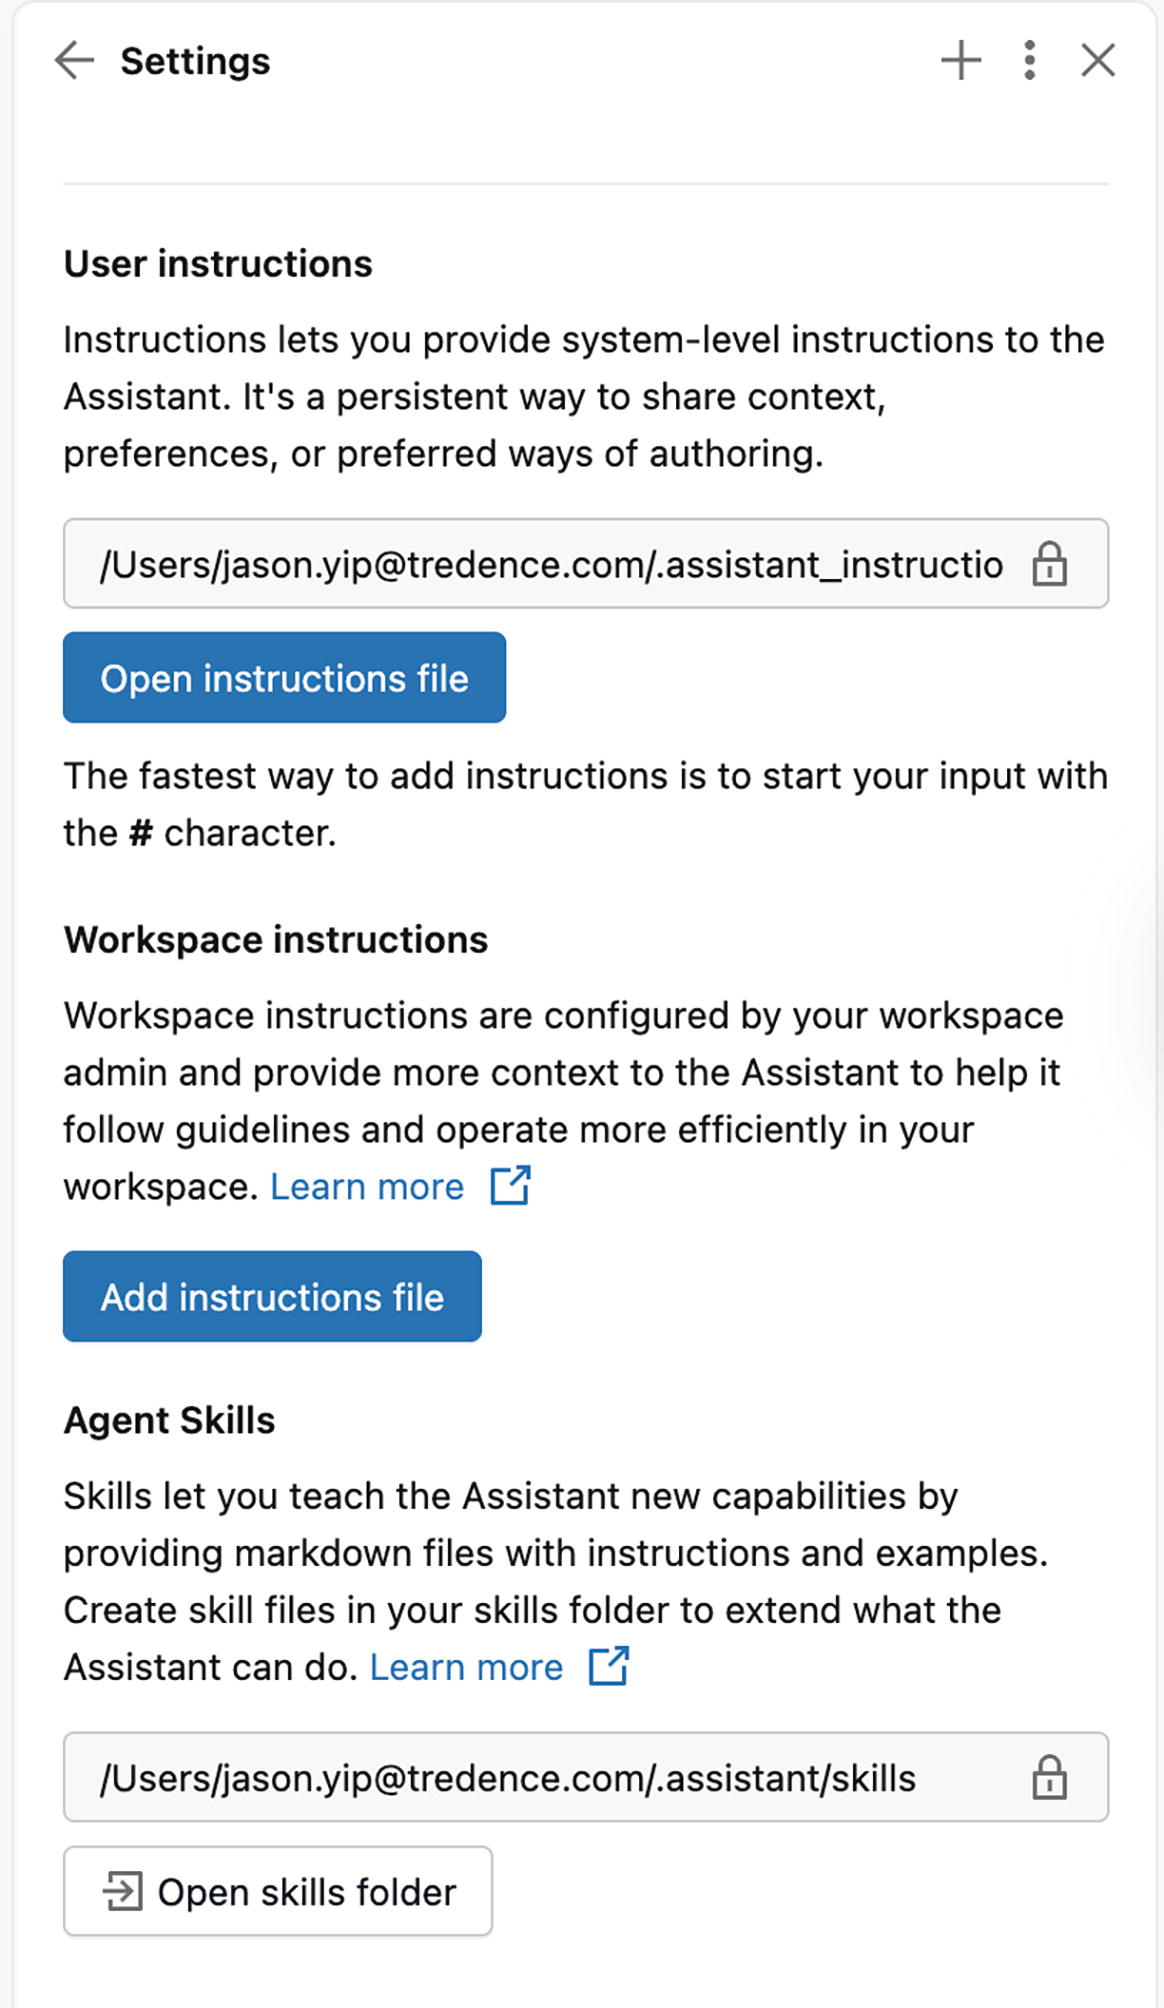 Settings
User instructions
Instructions lets you provide system-level instructions to the
Assistant. It's a persistent way to share context,
preferences, or preferred ways of authoring.
/Users/jason.yip@tredence.com/.assistant_instructio
Open instructions file
The fastest way to add instructions is to start your input with
the # character.
Workspace instructions
Workspace instructions are configured by your workspace
admin and provide more context to the Assistant to help it
follow guidelines and operate more efficiently in your
workspace. Learn more
Add instructions file
Agent Skills
Skills let you teach the Assistant new capabilities by
providing markdown files with instructions and examples.
Create skill files in your skills folder to extend what the
Assistant can do. Learn more
/Users/jason.yip@tredence.com/.assistant/skills
Open skills folder